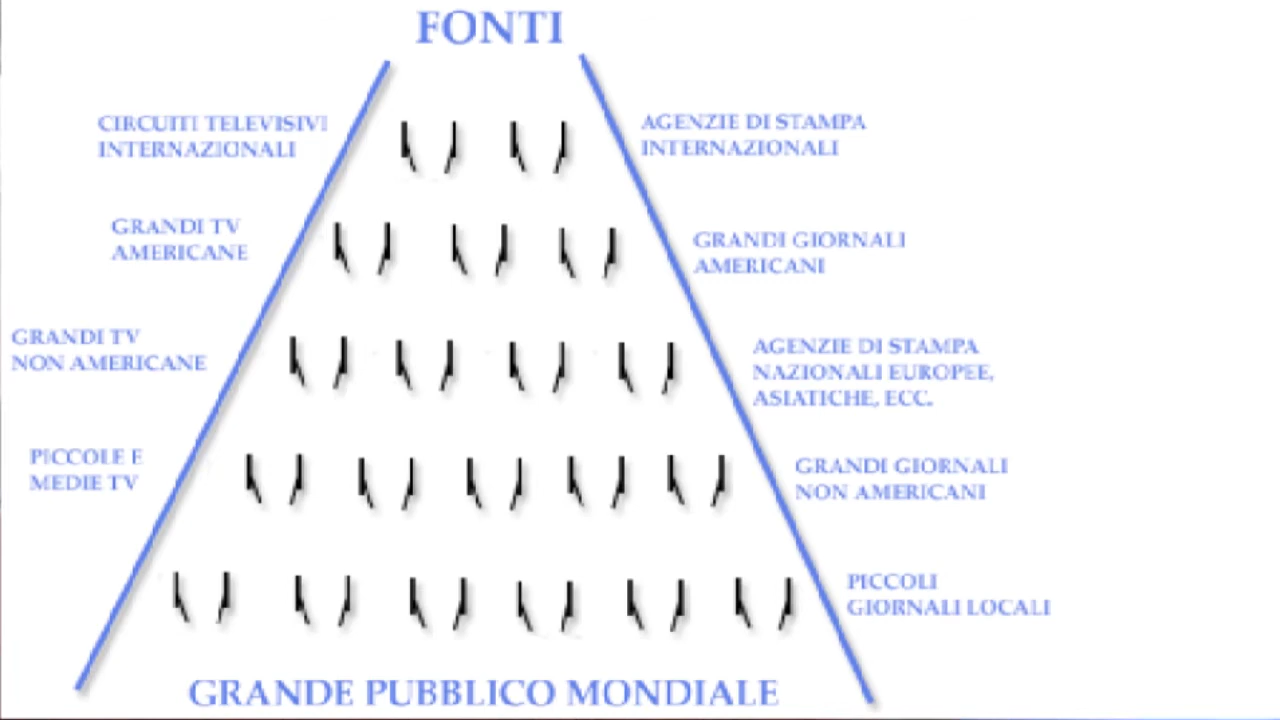 FONTI
CIRCUITI TELEVISIVI
INTERNAZIONALI
AGENZIE DI STAMPA
INTERNAZIONALI
GRANDI TV
AMERICANE
GRANDI GIORNALI
AMERICANI
GRANDI TV
NON AMERICANE
AGENZIE DI STAMPA
NAZIONALI EUROPEE,
ASIATICHE, ECC.
PICCOLE E
MEDIE TV
GRANDI GIORNALI
NON AMERICANI
PICCOLI
GIORNALI LOCALI
GRANDE PUBBLICO MONDIALE